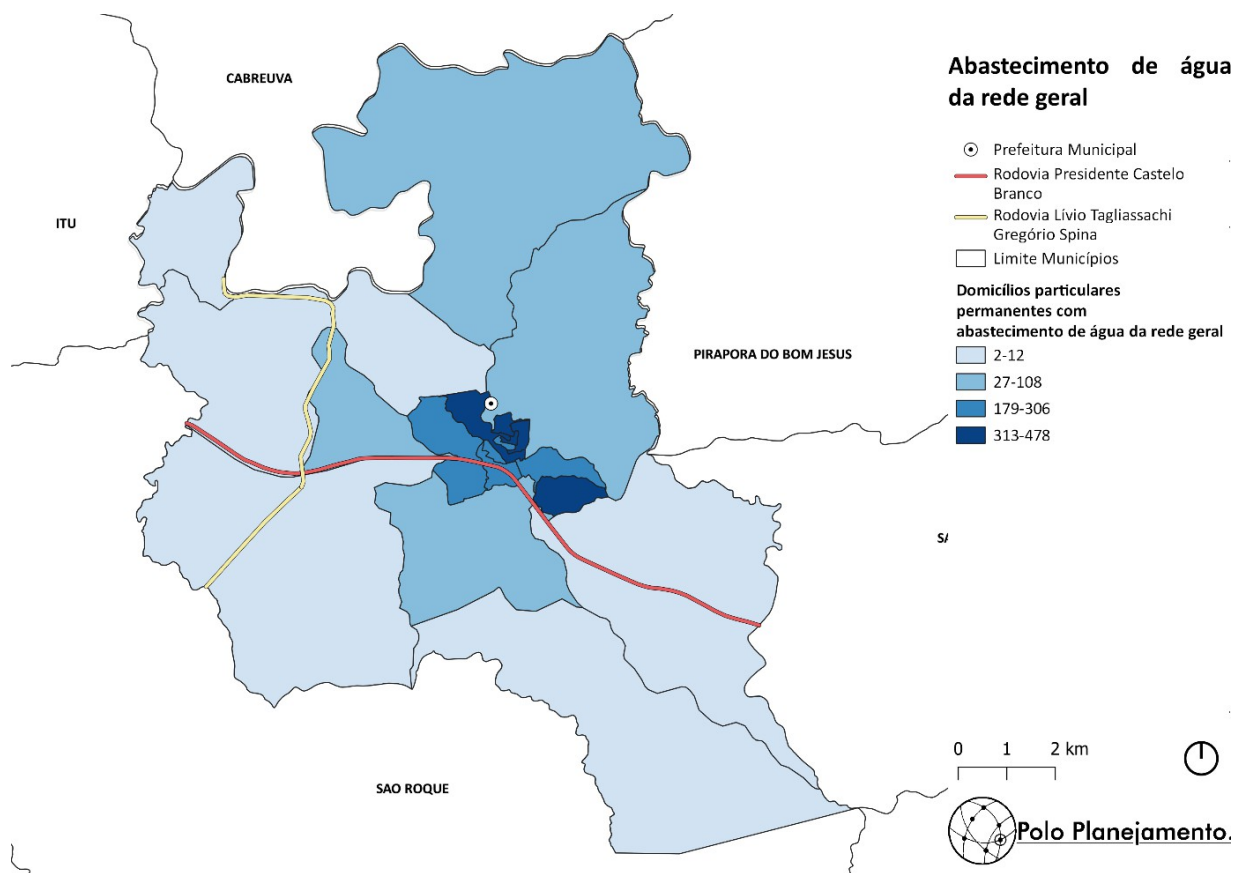 CABREUVA
ITU
PIRAPORA DO BOM JESUS
SAO ROQUE
Abastecimento de água
da rede geral
Prefeitura Municipal
Rodovia Presidente Castelo
Branco
Rodovia Lívio Tagliassachi
Gregório Spina
Limite Municípios
Domicílios particulares
permanentes com
abastecimento de água da rede geral
2-12
27-108
179-306
313-478
0 1 2 km
Polo Planejamento.